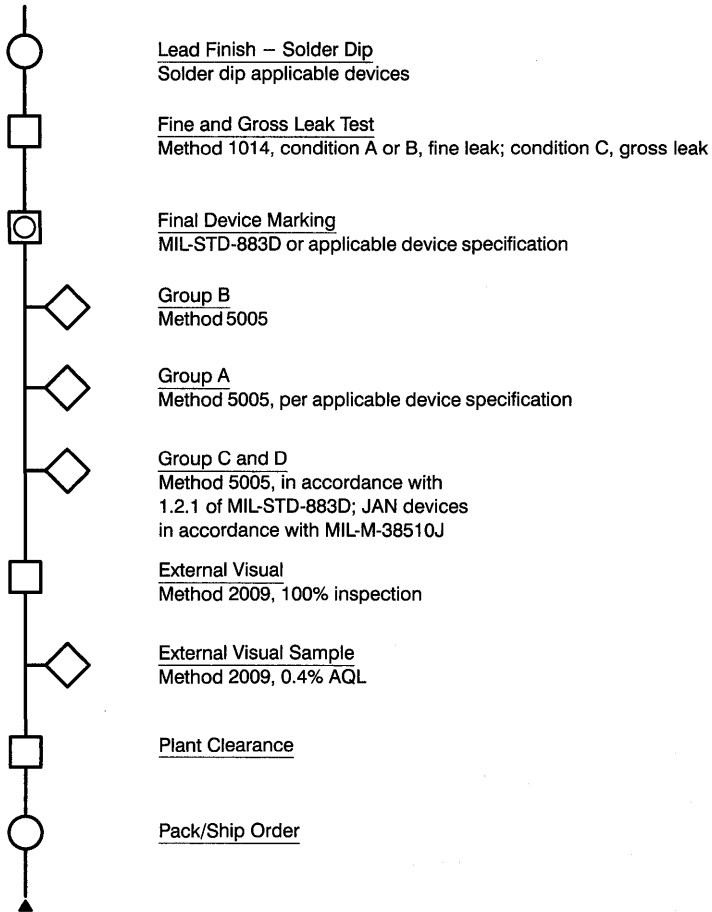 Lead Finish – Solder Dip
Solder dip applicable devices
Fine and Gross Leak Test
Method 1014, condition A or B, fine leak; condition C, gross leak
Final Device Marking
MIL-STD-883D or applicable device specification
Group B
Method 5005
Group A
Method 5005, per applicable device specification
Group C and D
Method 5005, in accordance with
1.2.1 of MIL-STD-883D; JAN devices
in accordance with MIL-M-38510J
External Visual
Method 2009, 100% inspection
External Visual Sample
Method 2009, 0.4% AQL
Plant Clearance
Pack/Ship Order